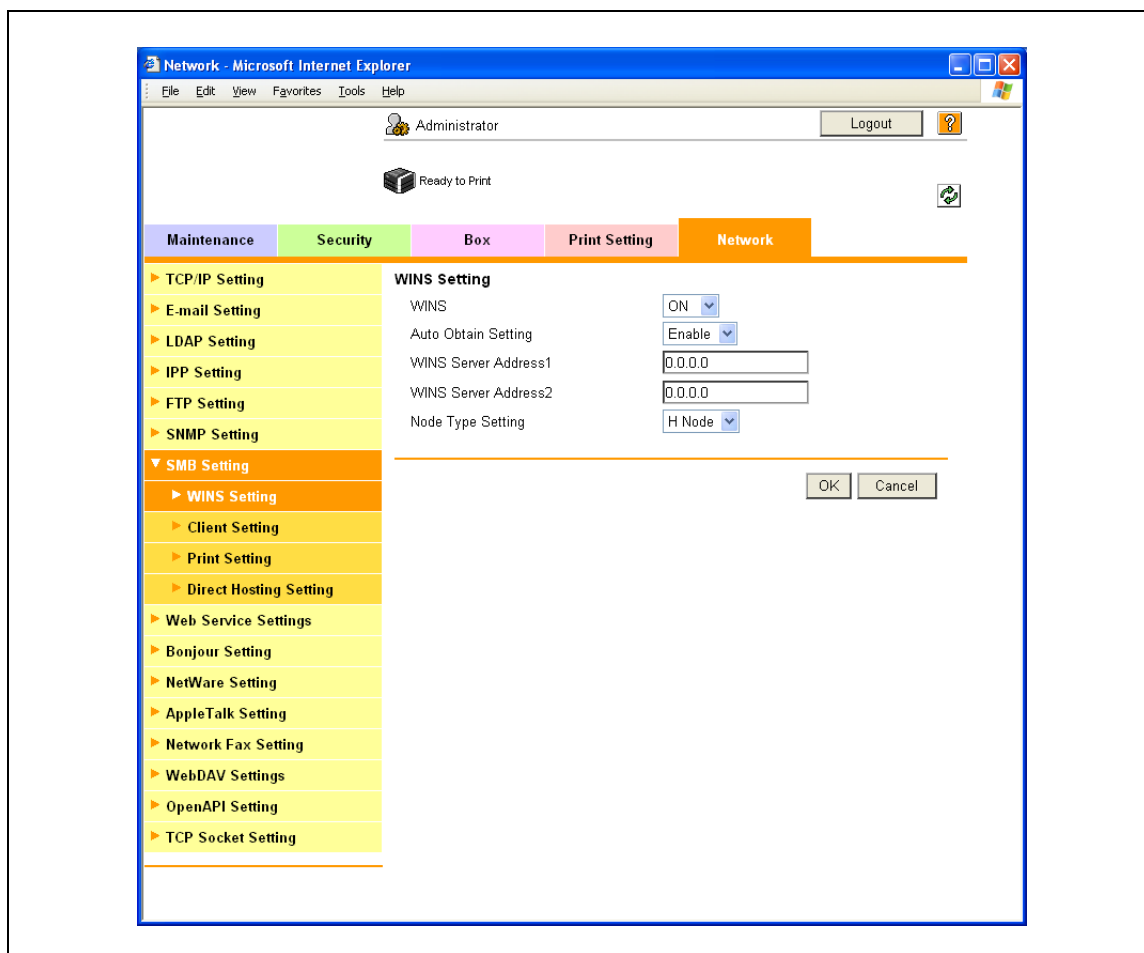 Network - Microsoft Internet Explorer
File Edit View Favorites Tools Help
Administrator
Logout
?
Ready to Print
Maintenance Security Box Print Setting Network
TCP/IP Setting
E-mail Setting
LDAP Setting
IPP Setting
FTP Setting
SNMP Setting
SMB Setting
WINS Setting
Client Setting
Print Setting
Direct Hosting Setting
Web Service Settings
Bonjour Setting
NetWare Setting
AppleTalk Setting
Network Fax Setting
WebDAV Settings
OpenAPI Setting
TCP Socket Setting
WINS Setting
WINS ON
Auto Obtain Setting Enable
WINS Server Address1 0.0.0.0
WINS Server Address2 0.0.0.0
Node Type Setting H Node
OK Cancel